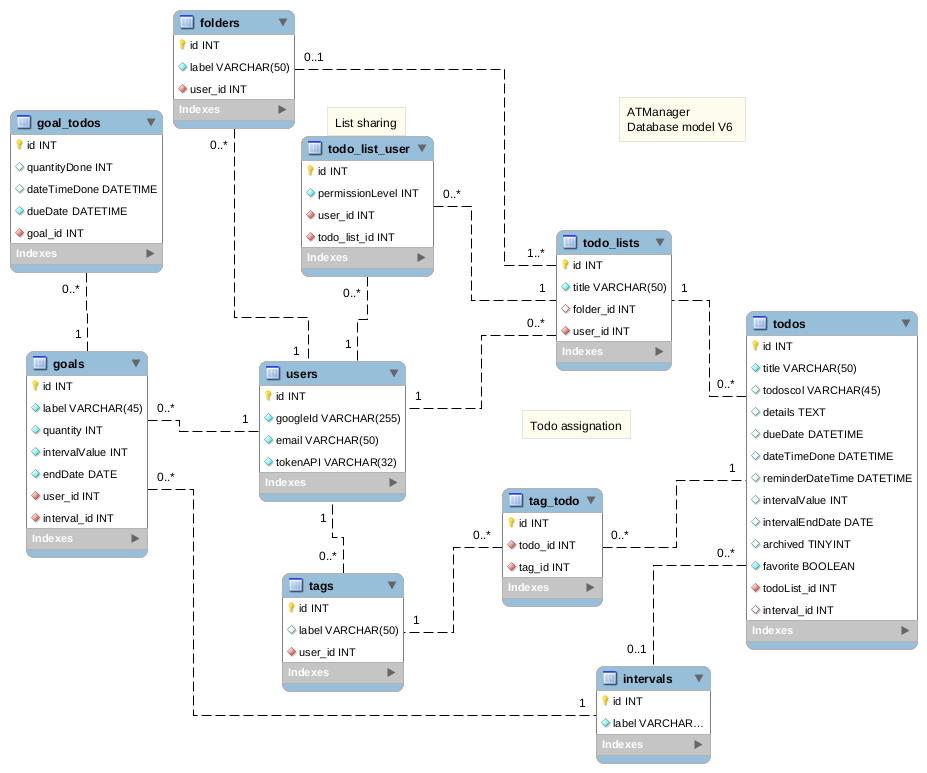 folders
id INT
label VARCHAR(50)
user_id INT
Indexes
0..1
0..*
goal_todos
id INT
quantityDone INT
dateTimeDone DATETIME
dueDate DATETIME
goal_id INT
Indexes
0..*
1
List sharing
todo_list_user
id INT
permissionLevel INT
user_id INT
todo_list_id INT
Indexes
0..*
0..*
1
1
ATManager
Database model V6
todo_lists
id INT
title VARCHAR(50)
folder_id INT
user_id INT
Indexes
1..*
1
0..*
1
0..*
todos
id INT
title VARCHAR(50)
todoscol VARCHAR(45)
details TEXT
dueDate DATETIME
dateTimeDone DATETIME
reminderDateTime DATETIME
intervalValue INT
intervalEndDate DATE
archived TINYINT
favorite BOOLEAN
todoList_id INT
interval_id INT
Indexes
1
0..*
goals
id INT
label VARCHAR(45)
quantity INT
intervalValue INT
endDate DATE
user_id INT
interval_id INT
Indexes
0..*
1
0..*
users
id INT
googleId VARCHAR(255)
email VARCHAR(50)
tokenAPI VARCHAR(32)
Indexes
1
1
0..*
Todo assignation
tag_todo
id INT
todo_id INT
tag_id INT
Indexes
0..*
0..*
tags
id INT
label VARCHAR(50)
user_id INT
Indexes
1
intervals
id INT
label VARCHAR...
Indexes
0..1
1